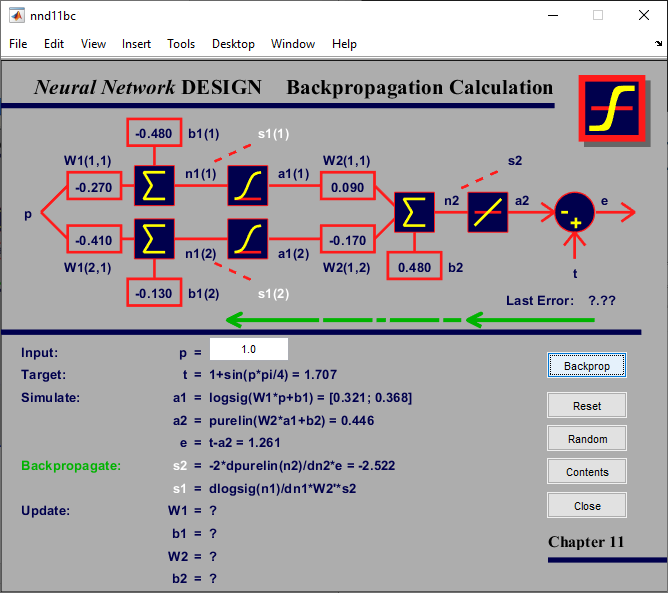 nnd11bc
File Edit View Insert Tools Desktop Window Help
Neural Network DESIGN Backpropagation Calculation
-0.480 b1(1) s1(1)
W1(1,1) n1(1) a1(1) W2(1,1) s2
-0.270 Σ 0.090
p Σ n2 a2 - + e
-0.410 Σ -0.170
W1(2,1) n1(2) a1(2) W2(1,2)
-0.130 b1(2) s1(2) 0.480 b2 t
Last Error: ?.??
Input: p = 1.0
Target: t = 1+sin(p*pi/4) = 1.707
Simulate: a1 = logsig(W1*p+b1) = [0.321; 0.368]
a2 = purelin(W2*a1+b2) = 0.446
e = t-a2 = 1.261
Backpropagate: s2 = -2*dpurelin(n2)/dn2*e = -2.522
s1 = dlogsig(n1)/dn1*W2'*s2
Update: W1 = ?
b1 = ?
W2 = ?
b2 = ?
Backprop
Reset
Random
Contents
Close
Chapter 11